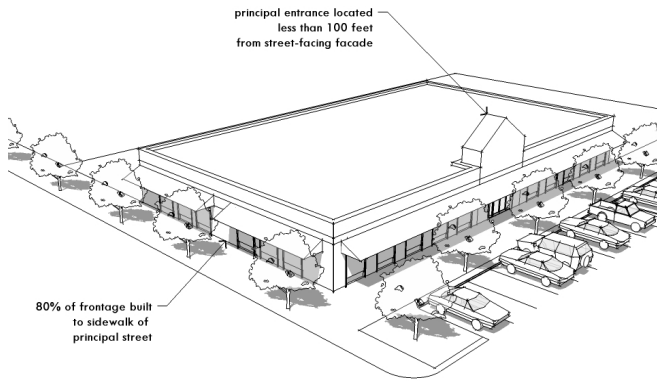 principal entrance located
less than 100 feet
from street-facing facade
80% of frontage built
to sidewalk of
principal street